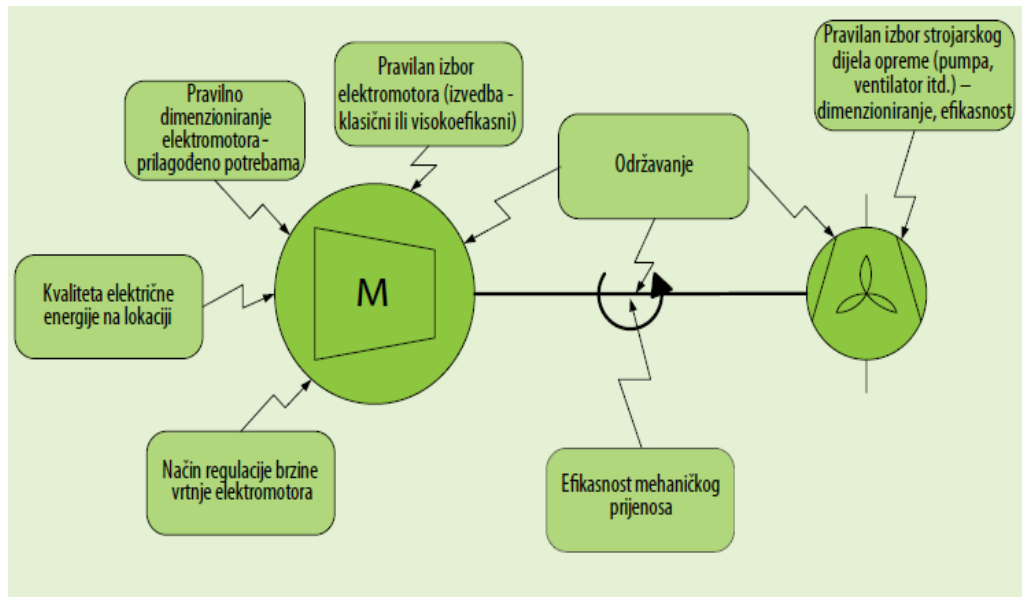 Pravilno
dimenzioniranje
elektromotora-
prilagođeno potrebama
Pravilan izbor
elektromotora (izvedba -
klasični ili visokoefikasni)
Pravilan izbor strojarskog
dijela opreme (pumpa,
ventilator itd.) –
dimenzioniranje, efikasnost
Održavanje
Kvaliteta električne
energije na lokaciji
M
Način regulacije brzine
vrtnje elektromotora
Efikasnost mehaničkog
prijenosa